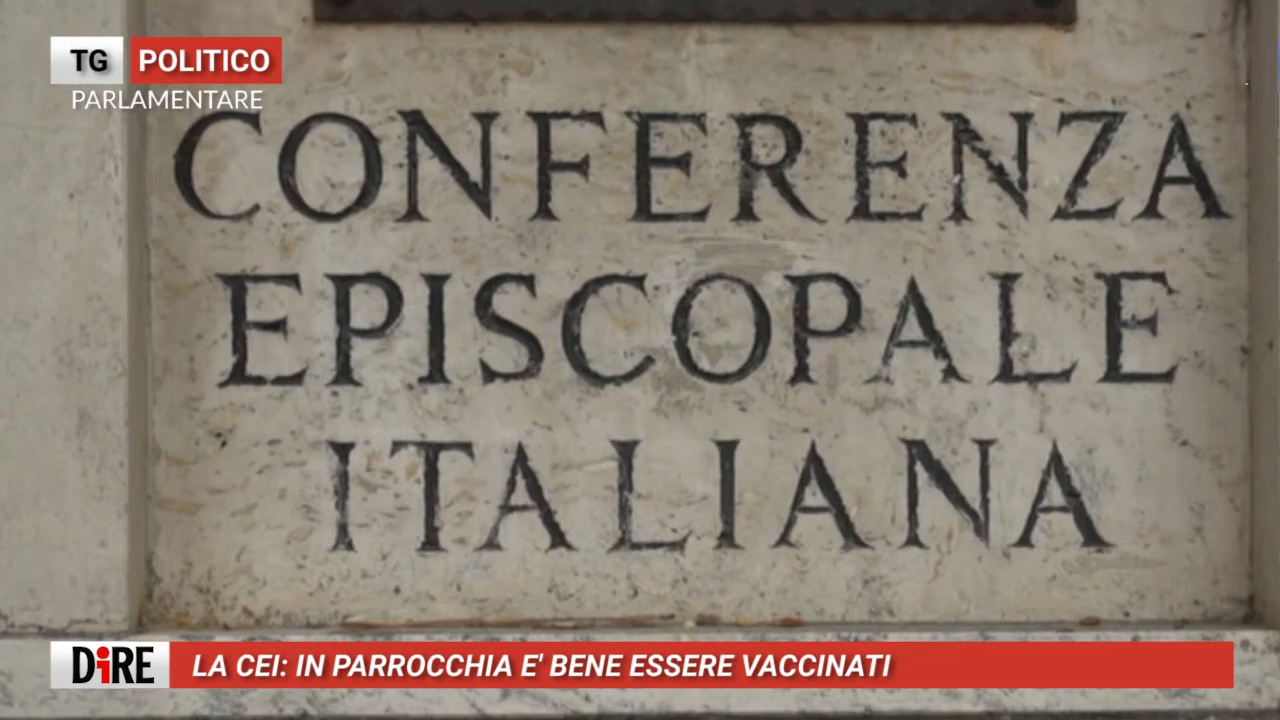 TG POLITICO
PARLAMENTARE
CONFERENZA
EPISCOPALE
ITALIANA
DiRE LA CEI: IN PARROCCHIA E' BENE ESSERE VACCINATI